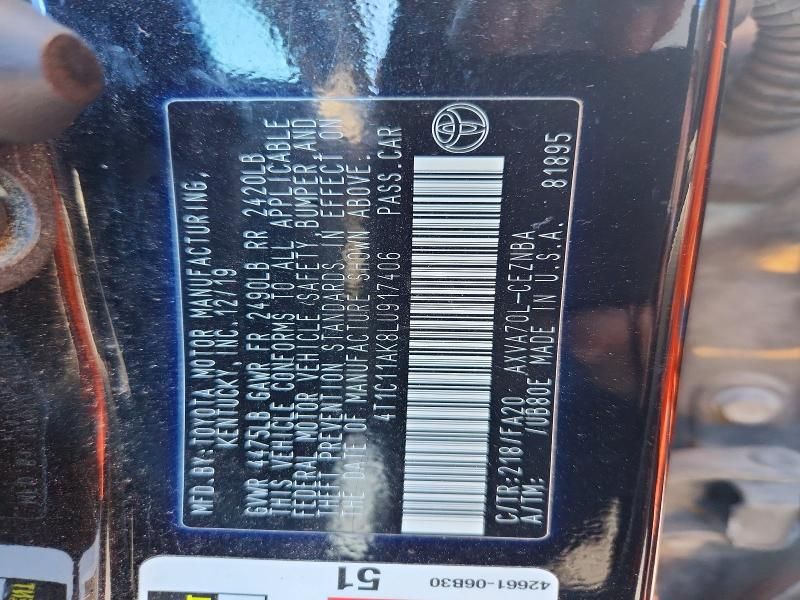 MFD.BY:TOYOTA MOTOR MANUFACTURING,
KENTUCKY, INC. 12/19
GVWR 4475LB GAWR FR 2490LB RR 2420LB
THIS VEHICLE CONFORMS TO ALL APPLICABLE
FEDERAL MOTOR VEHICLE SAFETY, BUMPER, AND
THEFT PREVENTION STANDARDS IN EFFECT ON
THE DATE OF MANUFACTURE SHOWN ABOVE.
4T1C11AK8LU917406 PASS.CAR
C/TR:218/FA20 AXVA70L-CEZNBA
A/TM: /UB80E MADE IN U.S.A. 81895
42661-06B30
51